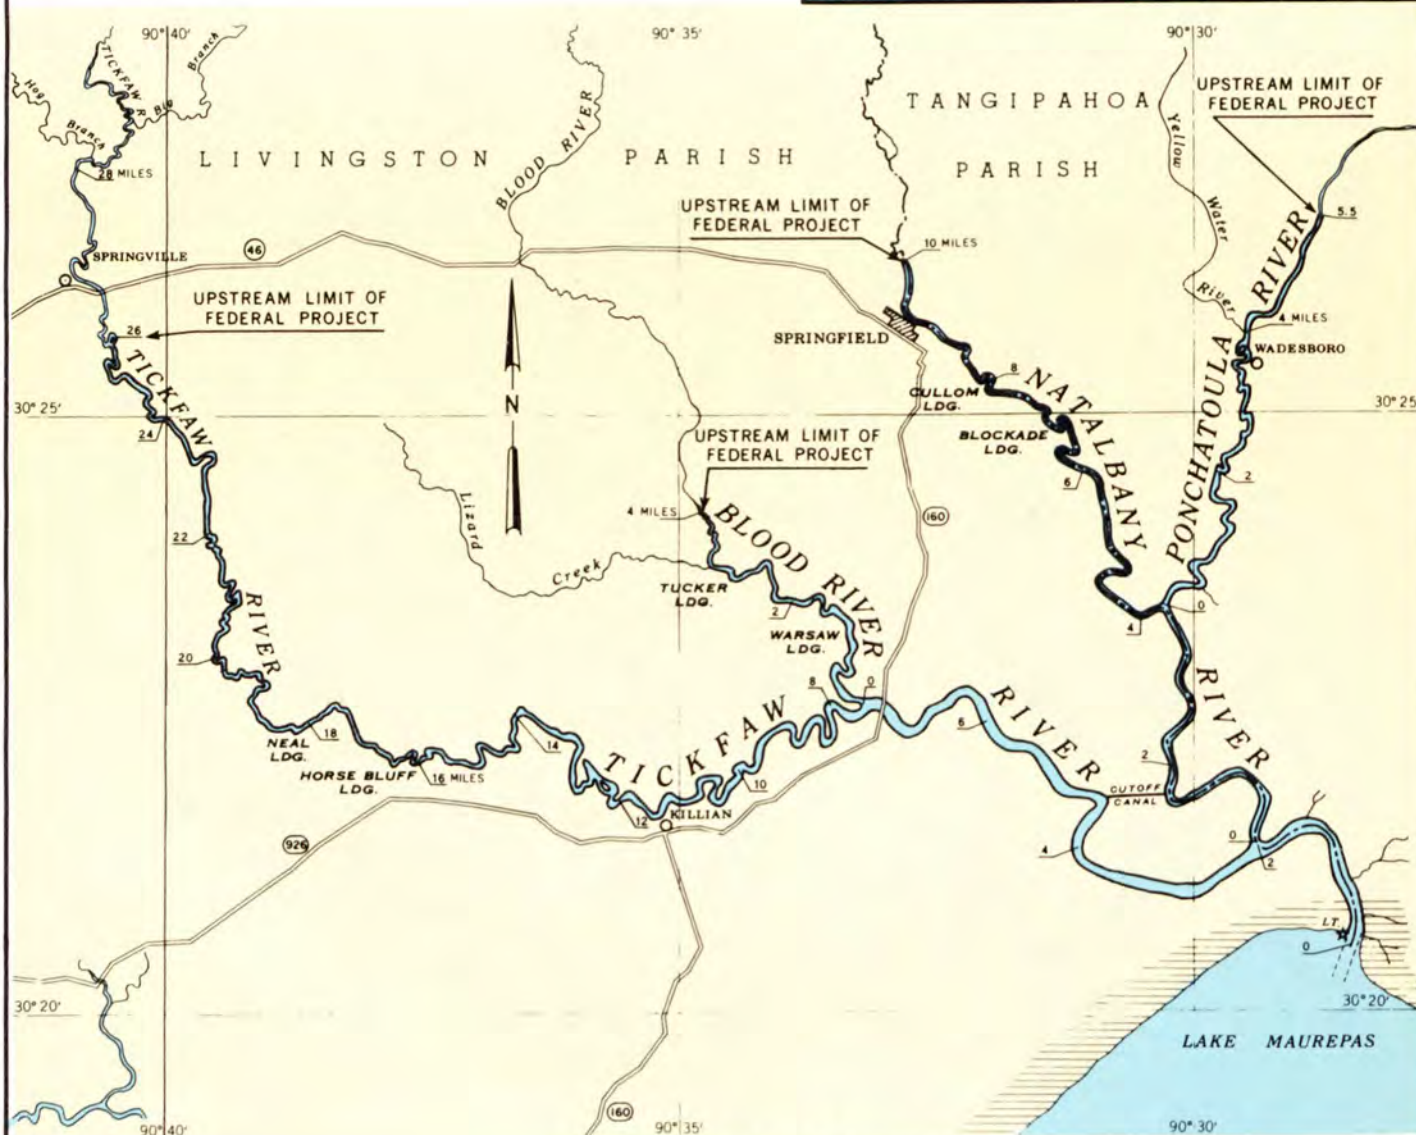 90° 40'
90° 35'
90° 30'
TICKFAW R
Big Branch
Hog Branch
28 MILES
LIVINGSTON PARISH
BLOOD RIVER
TANGIPAHOA
PARISH
Yellow Water River
UPSTREAM LIMIT OF
FEDERAL PROJECT
5.5
UPSTREAM LIMIT OF
FEDERAL PROJECT
10 MILES
SPRINGVILLE
46
UPSTREAM LIMIT OF
FEDERAL PROJECT
26
SPRINGFIELD
4 MILES
WADESBORO
30° 25'
30° 25'
TICKFAW RIVER
24
22
20
N
8
CULLOM
LDG.
BLOCKADE
LDG.
NATALBANY RIVER
6
4
PONCHATOULA RIVER
2
0
UPSTREAM LIMIT OF
FEDERAL PROJECT
4 MILES
BLOOD RIVER
Lizard Creek
TUCKER
LDG.
2
WARSAW
LDG.
160
8
0
NEAL
LDG.
18
HORSE BLUFF
LDG.
16 MILES
14
TICKFAW RIVER
12
10
KILLIAN
6
CUTOFF
CANAL
2
4
0
2
926
LT.
0
30° 20'
30° 20'
LAKE MAUREPAS
160
90° 40'
90° 35'
90° 30'